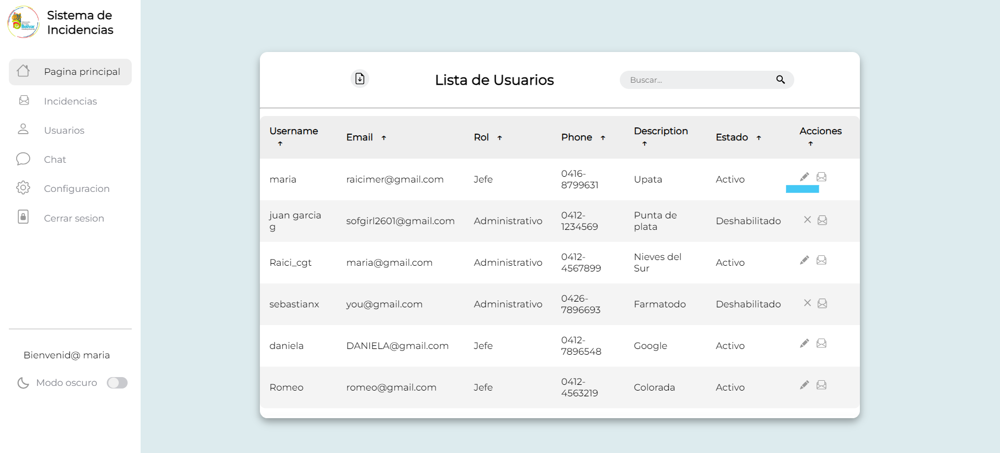 Sistema de
Incidencias
Bolívar
Pagina principal
Incidencias
Usuarios
Chat
Configuracion
Cerrar sesion
Bienvenid@ maria
Modo oscuro
Lista de Usuarios
Buscar...
Username ↑ Email ↑ Rol ↑ Phone ↑ Description ↑ Estado ↑ Acciones ↑
maria raicimer@gmail.com Jefe 0416-8799631 Upata Activo
juan garcia g sofgirl2601@gmail.com Administrativo 0412-1234569 Punta de plata Deshabilitado
Raici_cgt maria@gmail.com Administrativo 0412-4567899 Nieves del Sur Activo
sebastianx you@gmail.com Administrativo 0426-7896693 Farmatodo Deshabilitado
daniela DANIELA@gmail.com Jefe 0412-7896548 Google Activo
Romeo romeo@gmail.com Jefe 0412-4563219 Colorada Activo